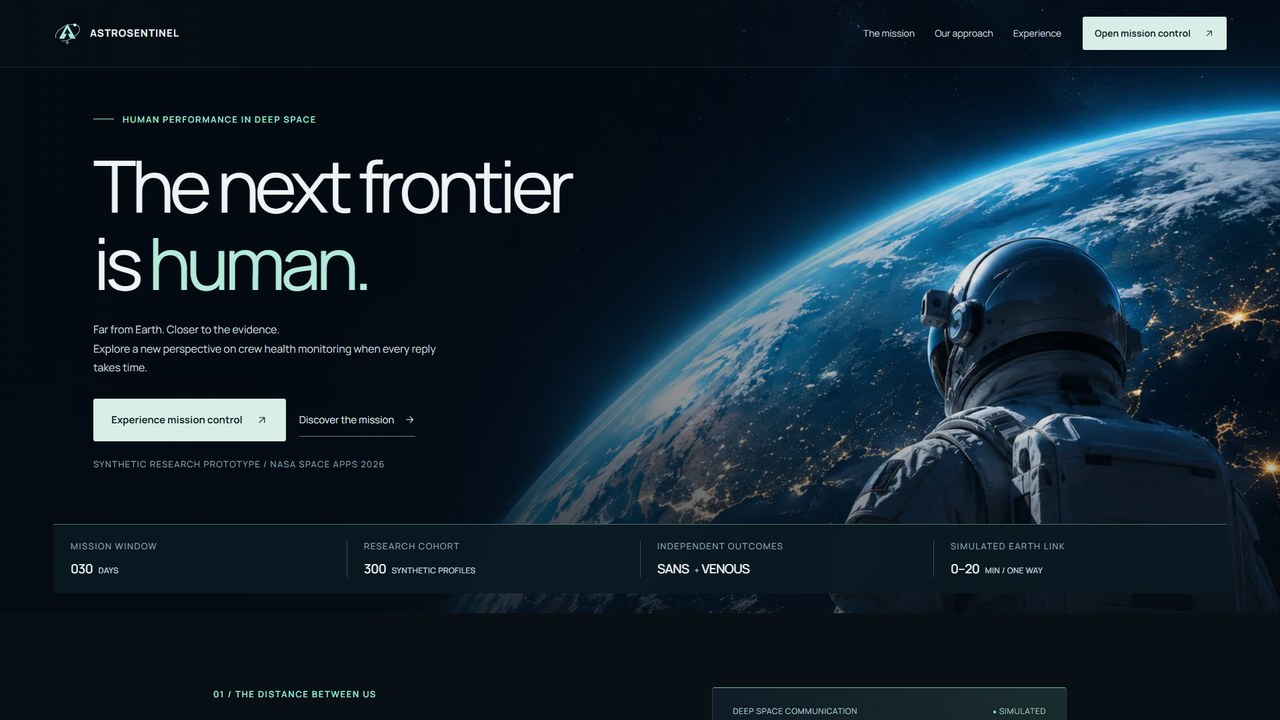 ASTROSENTINEL
The mission
Our approach
Experience
Open mission control
HUMAN PERFORMANCE IN DEEP SPACE
The next frontier
is human.
Far from Earth. Closer to the evidence.
Explore a new perspective on crew health monitoring when every reply
takes time.
Experience mission control
Discover the mission
SYNTHETIC RESEARCH PROTOTYPE / NASA SPACE APPS 2026
MISSION WINDOW
030 DAYS
RESEARCH COHORT
300 SYNTHETIC PROFILES
INDEPENDENT OUTCOMES
SANS + VENOUS
SIMULATED EARTH LINK
0–20 MIN / ONE WAY
01 / THE DISTANCE BETWEEN US
DEEP SPACE COMMUNICATION
• SIMULATED